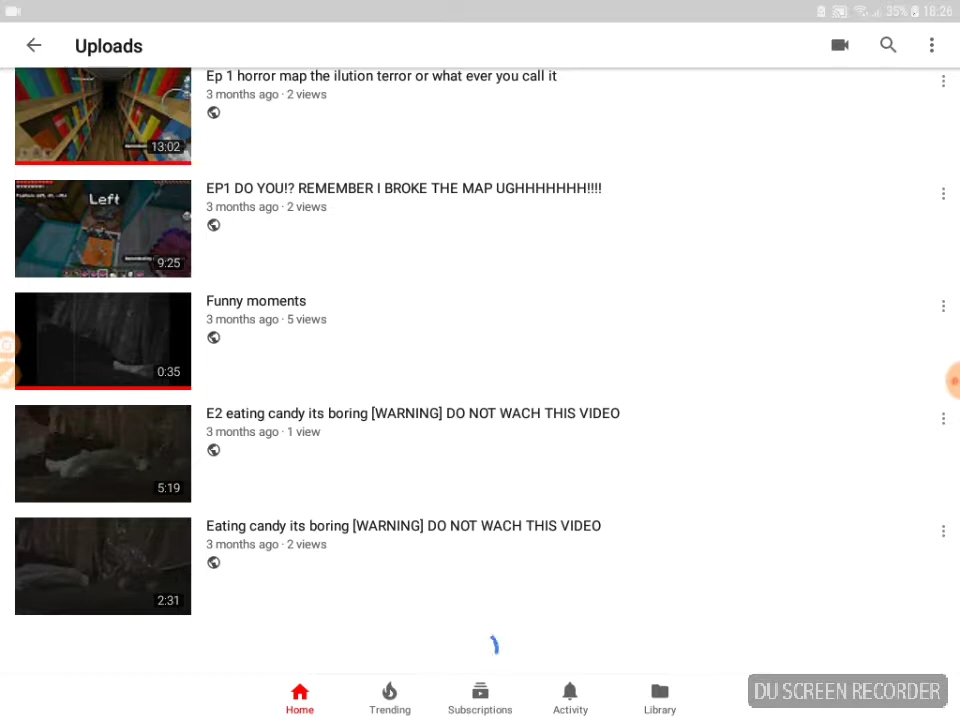 35% 18:26
Uploads
Ep 1 horror map the ilution terror or what ever you call it
3 months ago · 2 views
13:02
EP1 DO YOU!? REMEMBER I BROKE THE MAP UGHHHHHHH!!!!
3 months ago · 2 views
Left
9:25
Funny moments
3 months ago · 5 views
0:35
E2 eating candy its boring [WARNING] DO NOT WACH THIS VIDEO
3 months ago · 1 view
5:19
Eating candy its boring [WARNING] DO NOT WACH THIS VIDEO
3 months ago · 2 views
2:31
Home Trending Subscriptions Activity Library
DU SCREEN RECORDER